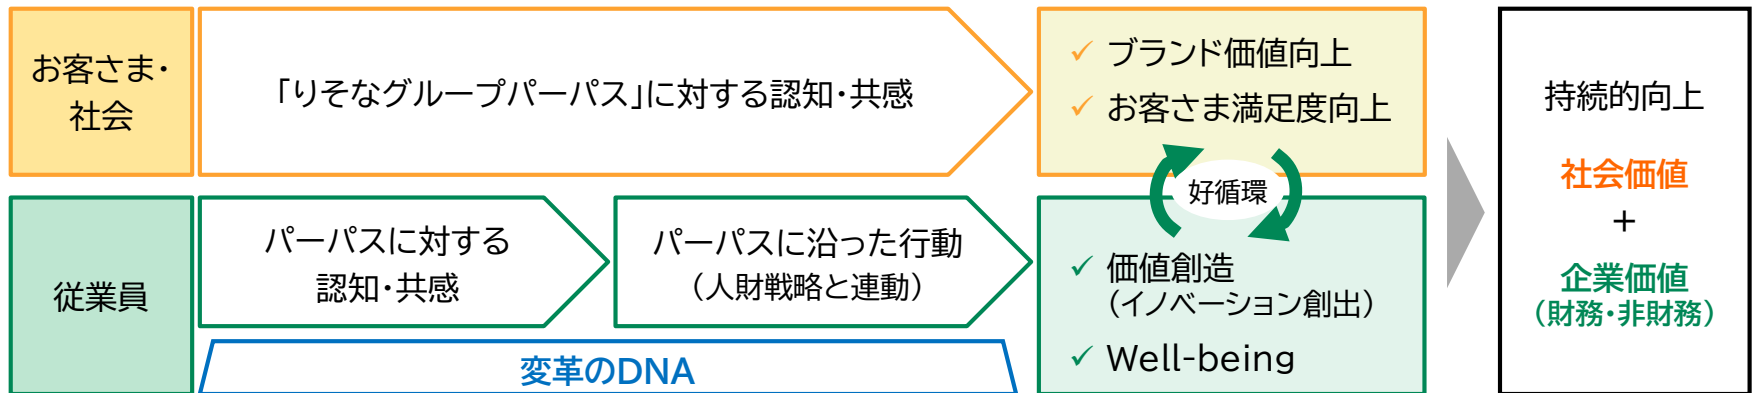 お客さま・
社会
「りそなグループパーパス」に対する認知・共感
ブランド価値向上
お客さま満足度向上
好循環
従業員
パーパスに対する
認知・共感
パーパスに沿った行動
（人財戦略と連動）
変革のDNA
価値創造
（イノベーション創出）
Well-being
持続的向上
社会価値
+
企業価値
（財務・非財務）